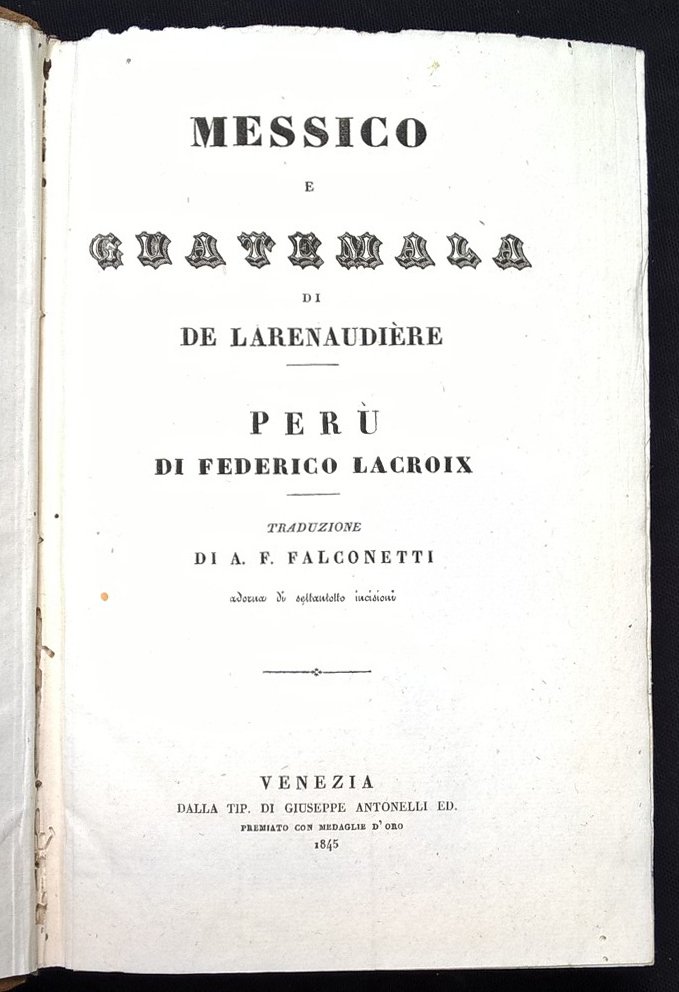 MESSICO
E
GUATEMALA
DI
DE LARENAUDIÈRE
PERÙ
DI FEDERICO LACROIX
TRADUZIONE
DI A. F. FALCONETTI
adorna di settantotto incisioni
VENEZIA
DALLA TIP. DI GIUSEPPE ANTONELLI ED.
PREMIATO CON MEDAGLIE D'ORO
1845